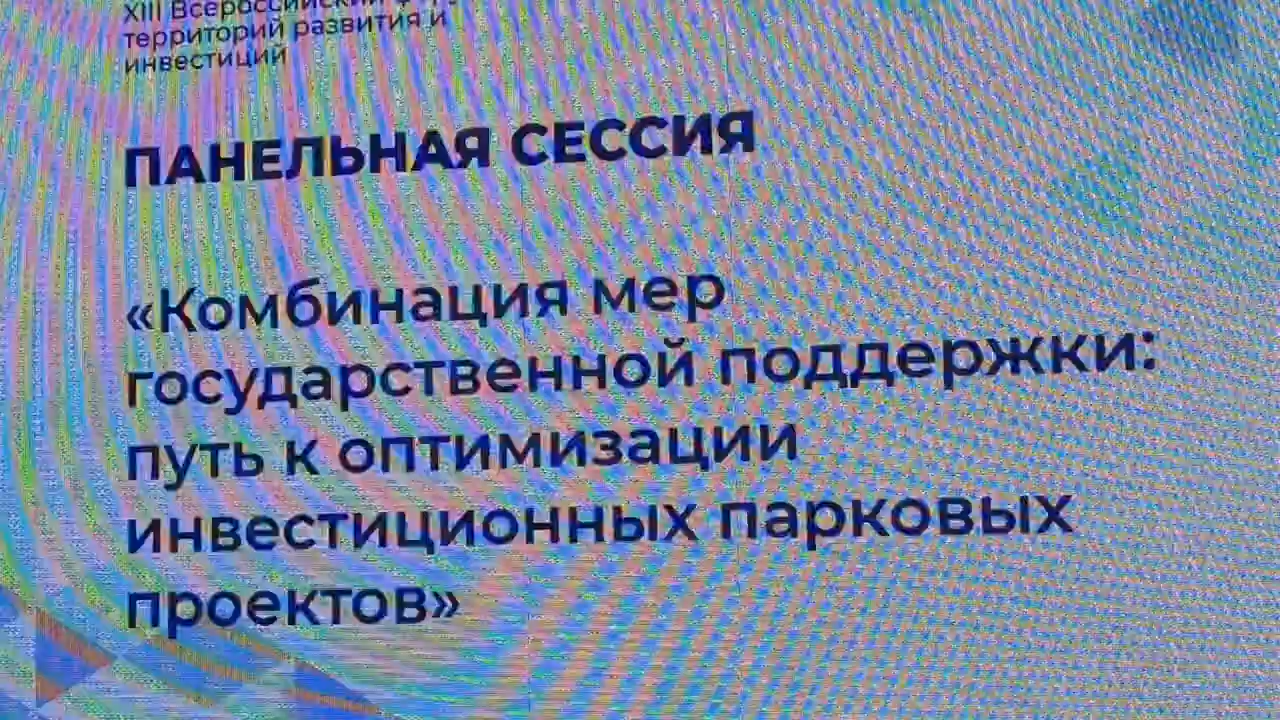 XIII Всероссийский
территорий развития и
инвестиций
ПАНЕЛЬНАЯ СЕССИЯ
«Комбинация мер
государственной поддержки:
путь к оптимизации
инвестиционных парковых
проектов»